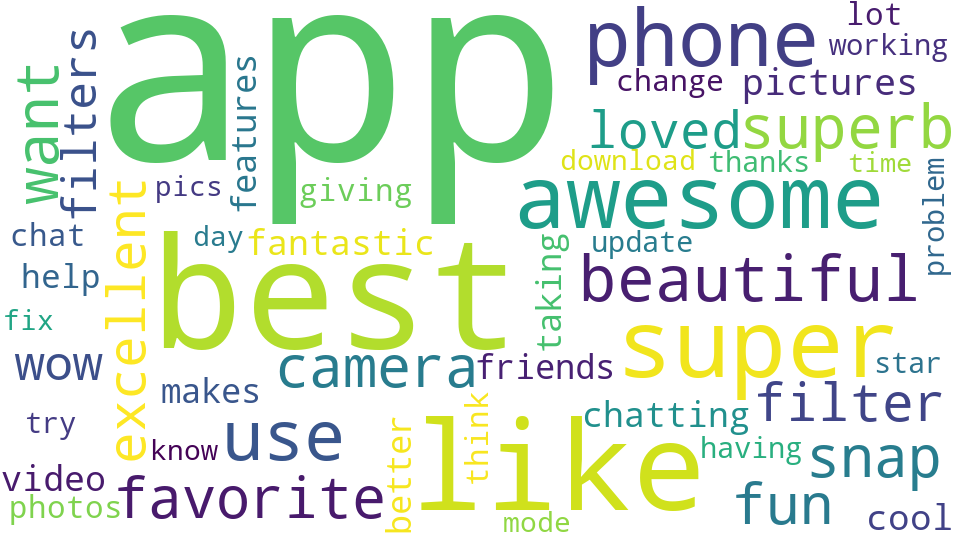 app
phone
lot
working
filters
want
features
change
pictures
loved
superb
download
thanks
time
pics
giving
awesome
problem
excellent
chat
day
fantastic
taking
update
help
best
beautiful
fix
super
wow
camera
friends
star
makes
chatting
filter
try
use
like
think
know
having
snap
video
favorite
better
photos
mode
fun
cool